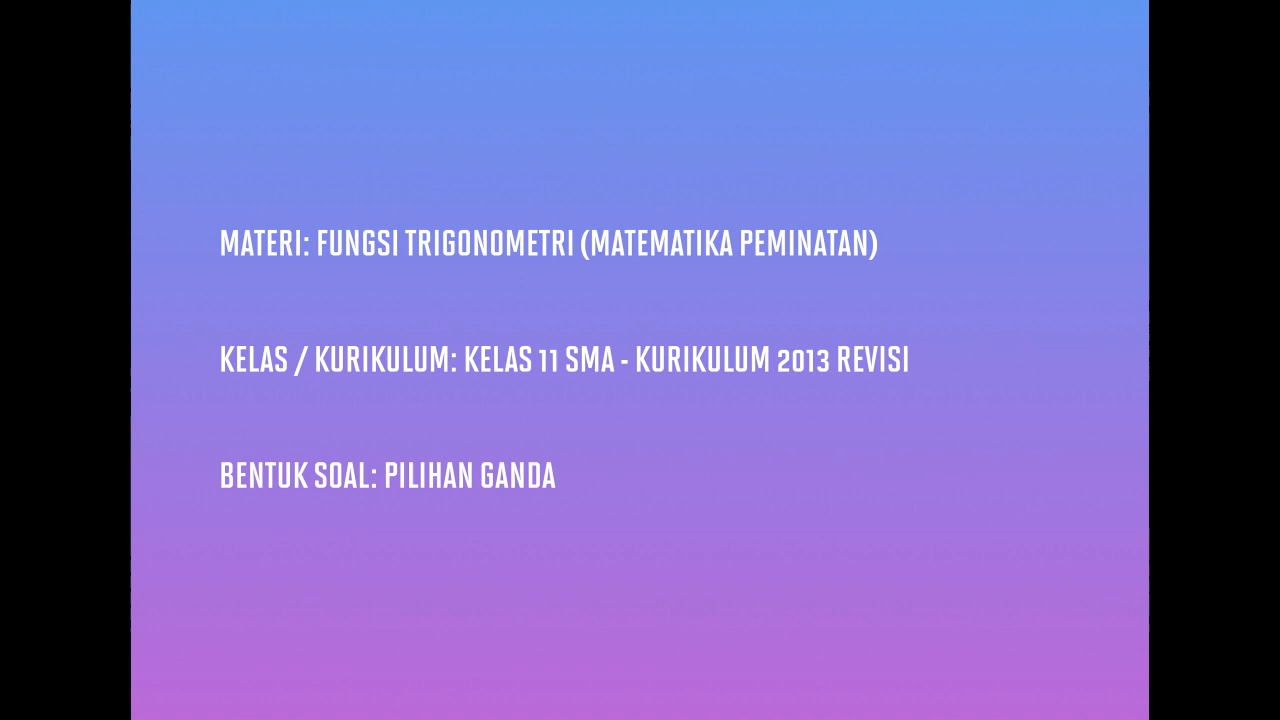 MATERI: FUNGSI TRIGONOMETRI (MATEMATIKA PEMINATAN)
KELAS / KURIKULUM: KELAS 11 SMA - KURIKULUM 2013 REVISI
BENTUK SOAL: PILIHAN GANDA